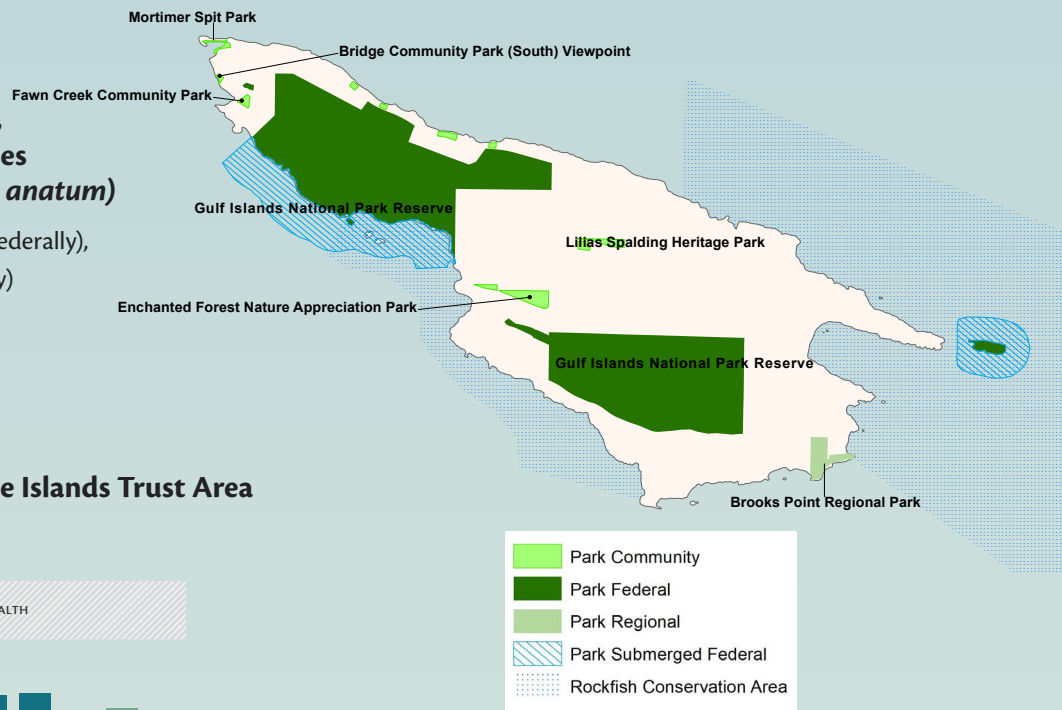 Mortimer Spit Park
Bridge Community Park (South) Viewpoint
Fawn Creek Community Park
es
anatum)
ederally),
y)
Gulf Islands National Park Reserve
Lilias Spalding Heritage Park
Enchanted Forest Nature Appreciation Park
Gulf Islands National Park Reserve
e Islands Trust Area
Brooks Point Regional Park
Park Community
Park Federal
Park Regional
Park Submerged Federal
Rockfish Conservation Area
ALTH